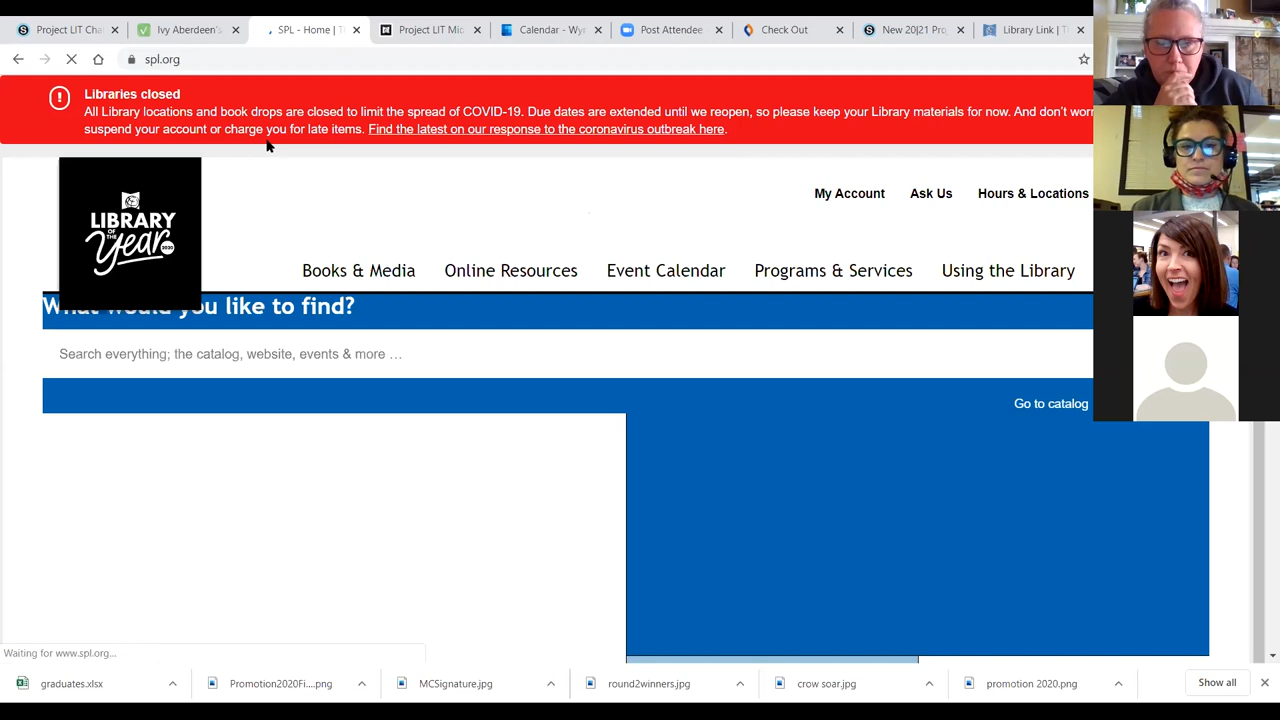 Project LIT Cha
Ivy Aberdeen's
SPL - Home | T
Project LIT Mic
Calendar - Wyr
Post Attendee
Check Out
New 20|21 Pro
Library Link | T
spl.org
Libraries closed
All Library locations and book drops are closed to limit the spread of COVID-19. Due dates are extended until we reopen, so please keep your Library materials for now. And don't worr
suspend your account or charge you for late items. Find the latest on our response to the coronavirus outbreak here.
LIBRARY
OF THE
Year
2020
My Account Ask Us Hours & Locations
Books & Media Online Resources Event Calendar Programs & Services Using the Library
What would you like to find?
Search everything; the catalog, website, events & more …
Go to catalog
Waiting for www.spl.org...
graduates.xlsx
Promotion2020Fi....png
MCSignature.jpg
round2winners.jpg
crow soar.jpg
promotion 2020.png
Show all